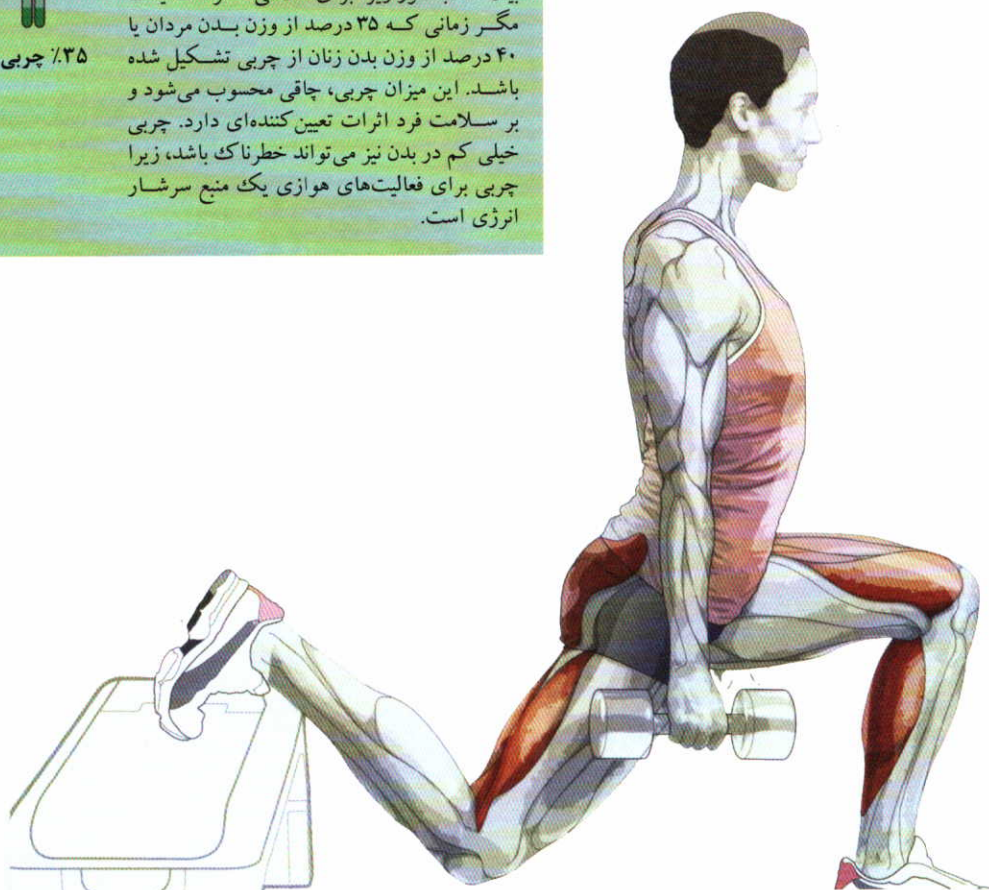 مگر زمانی که ۳۵ درصد از وزن بدن مردان یا
۴۰ درصد از وزن بدن زنان از چربی تشکیل شده
باشد. این میزان چربی، چاقی محسوب می‌شود و
بر سلامت فرد اثرات تعیین‌کننده‌ای دارد. چربی
خیلی کم در بدن نیز می‌تواند خطرناک باشد، زیرا
چربی برای فعالیت‌های هوازی یک منبع سرشار
انرژی است.
۳۵٪ چربی